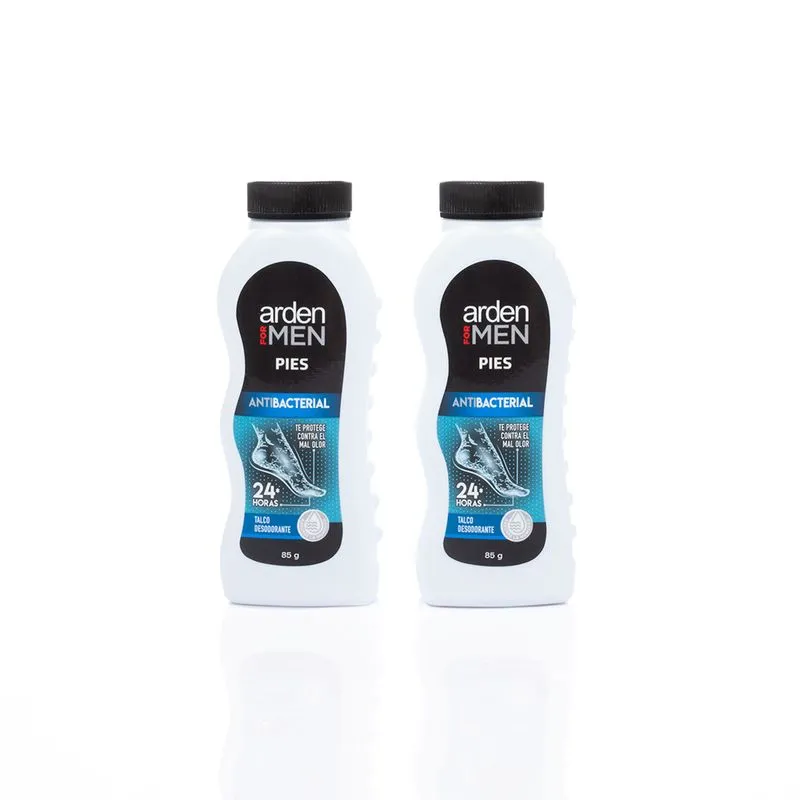 arden
FOR MEN
PIES
ANTIBACTERIAL
TE PROTEGE
CONTRA EL
MAL OLOR
24
HORAS
TALCO
DESODORANTE
85 g
arden
FOR MEN
PIES
ANTIBACTERIAL
TE PROTEGE
CONTRA EL
MAL OLOR
24
HORAS
TALCO
DESODORANTE
85 g